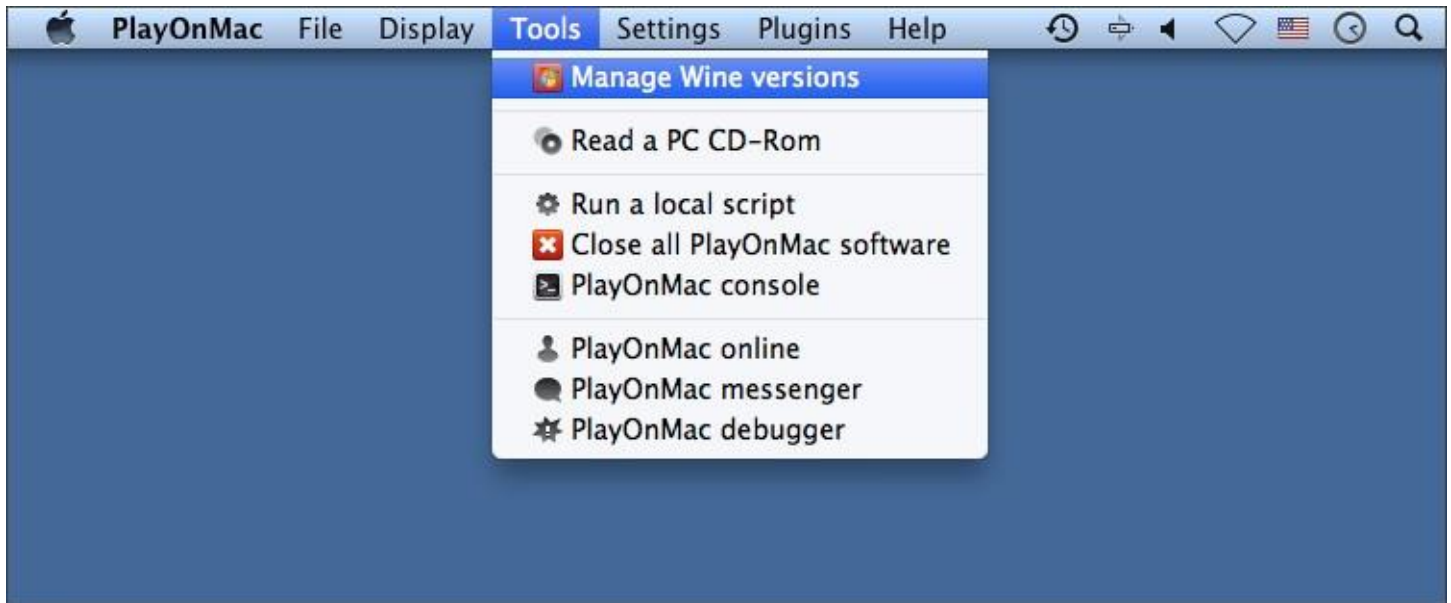 PlayOnMac File Display Tools Settings Plugins Help
Manage Wine versions
Read a PC CD-Rom
Run a local script
Close all PlayOnMac software
PlayOnMac console
PlayOnMac online
PlayOnMac messenger
PlayOnMac debugger